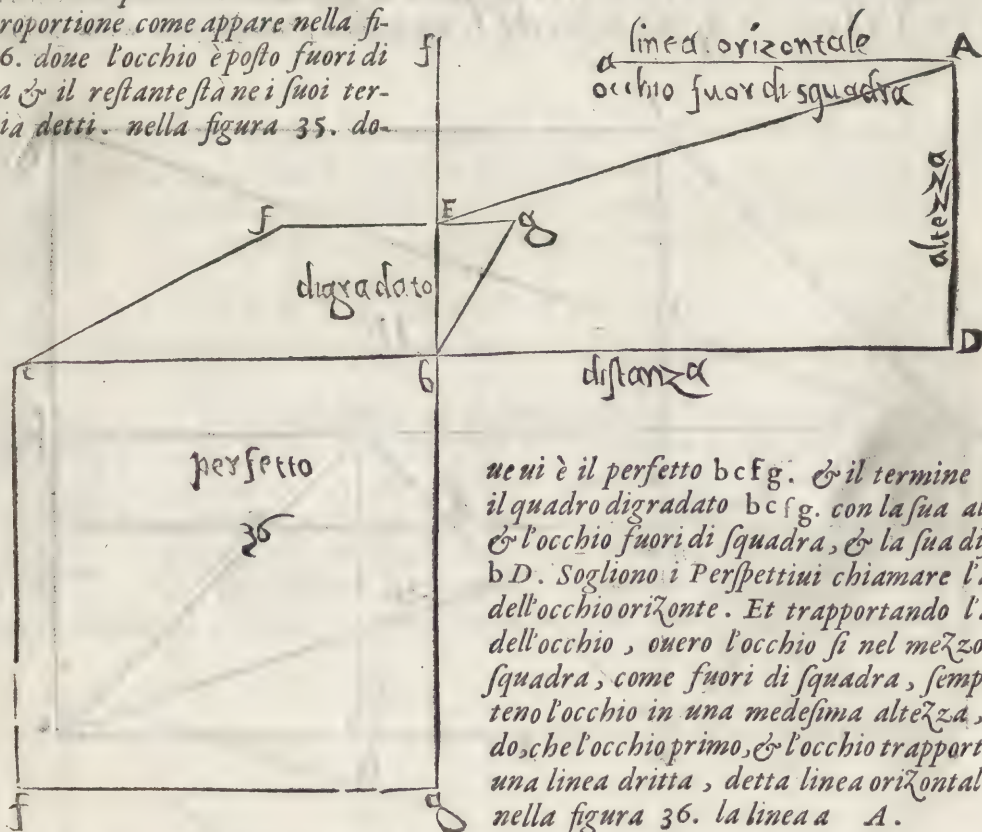 roportione come appare nella fi-
6. doue l'occhio è posto fuori di
a & il restante stà nei suoi ter-
ia detti. nella figura 35. do-
f
a linea orizontale A
occhio fuor di squadra
altezza
f E g
digradato
c b D
distanza
perfetto
36
f g
ue ui è il perfetto bcfg. & il termine
il quadro digradato bcfg. con la sua al
& l'occhio fuori di squadra, & la sua di
bD. Sogliono i Perspettiui chiamare l'
dell'occhio orizonte. Et trapportando l'
dell'occhio, ouero l'occhio si nel mezzo
squadra, come fuori di squadra, semp
teno l'occhio in una medesima altezza,
do, che l'occhio primo, & l'occhio trapport
una linea dritta, detta linea orizontal
nella figura 36. la linea a A.